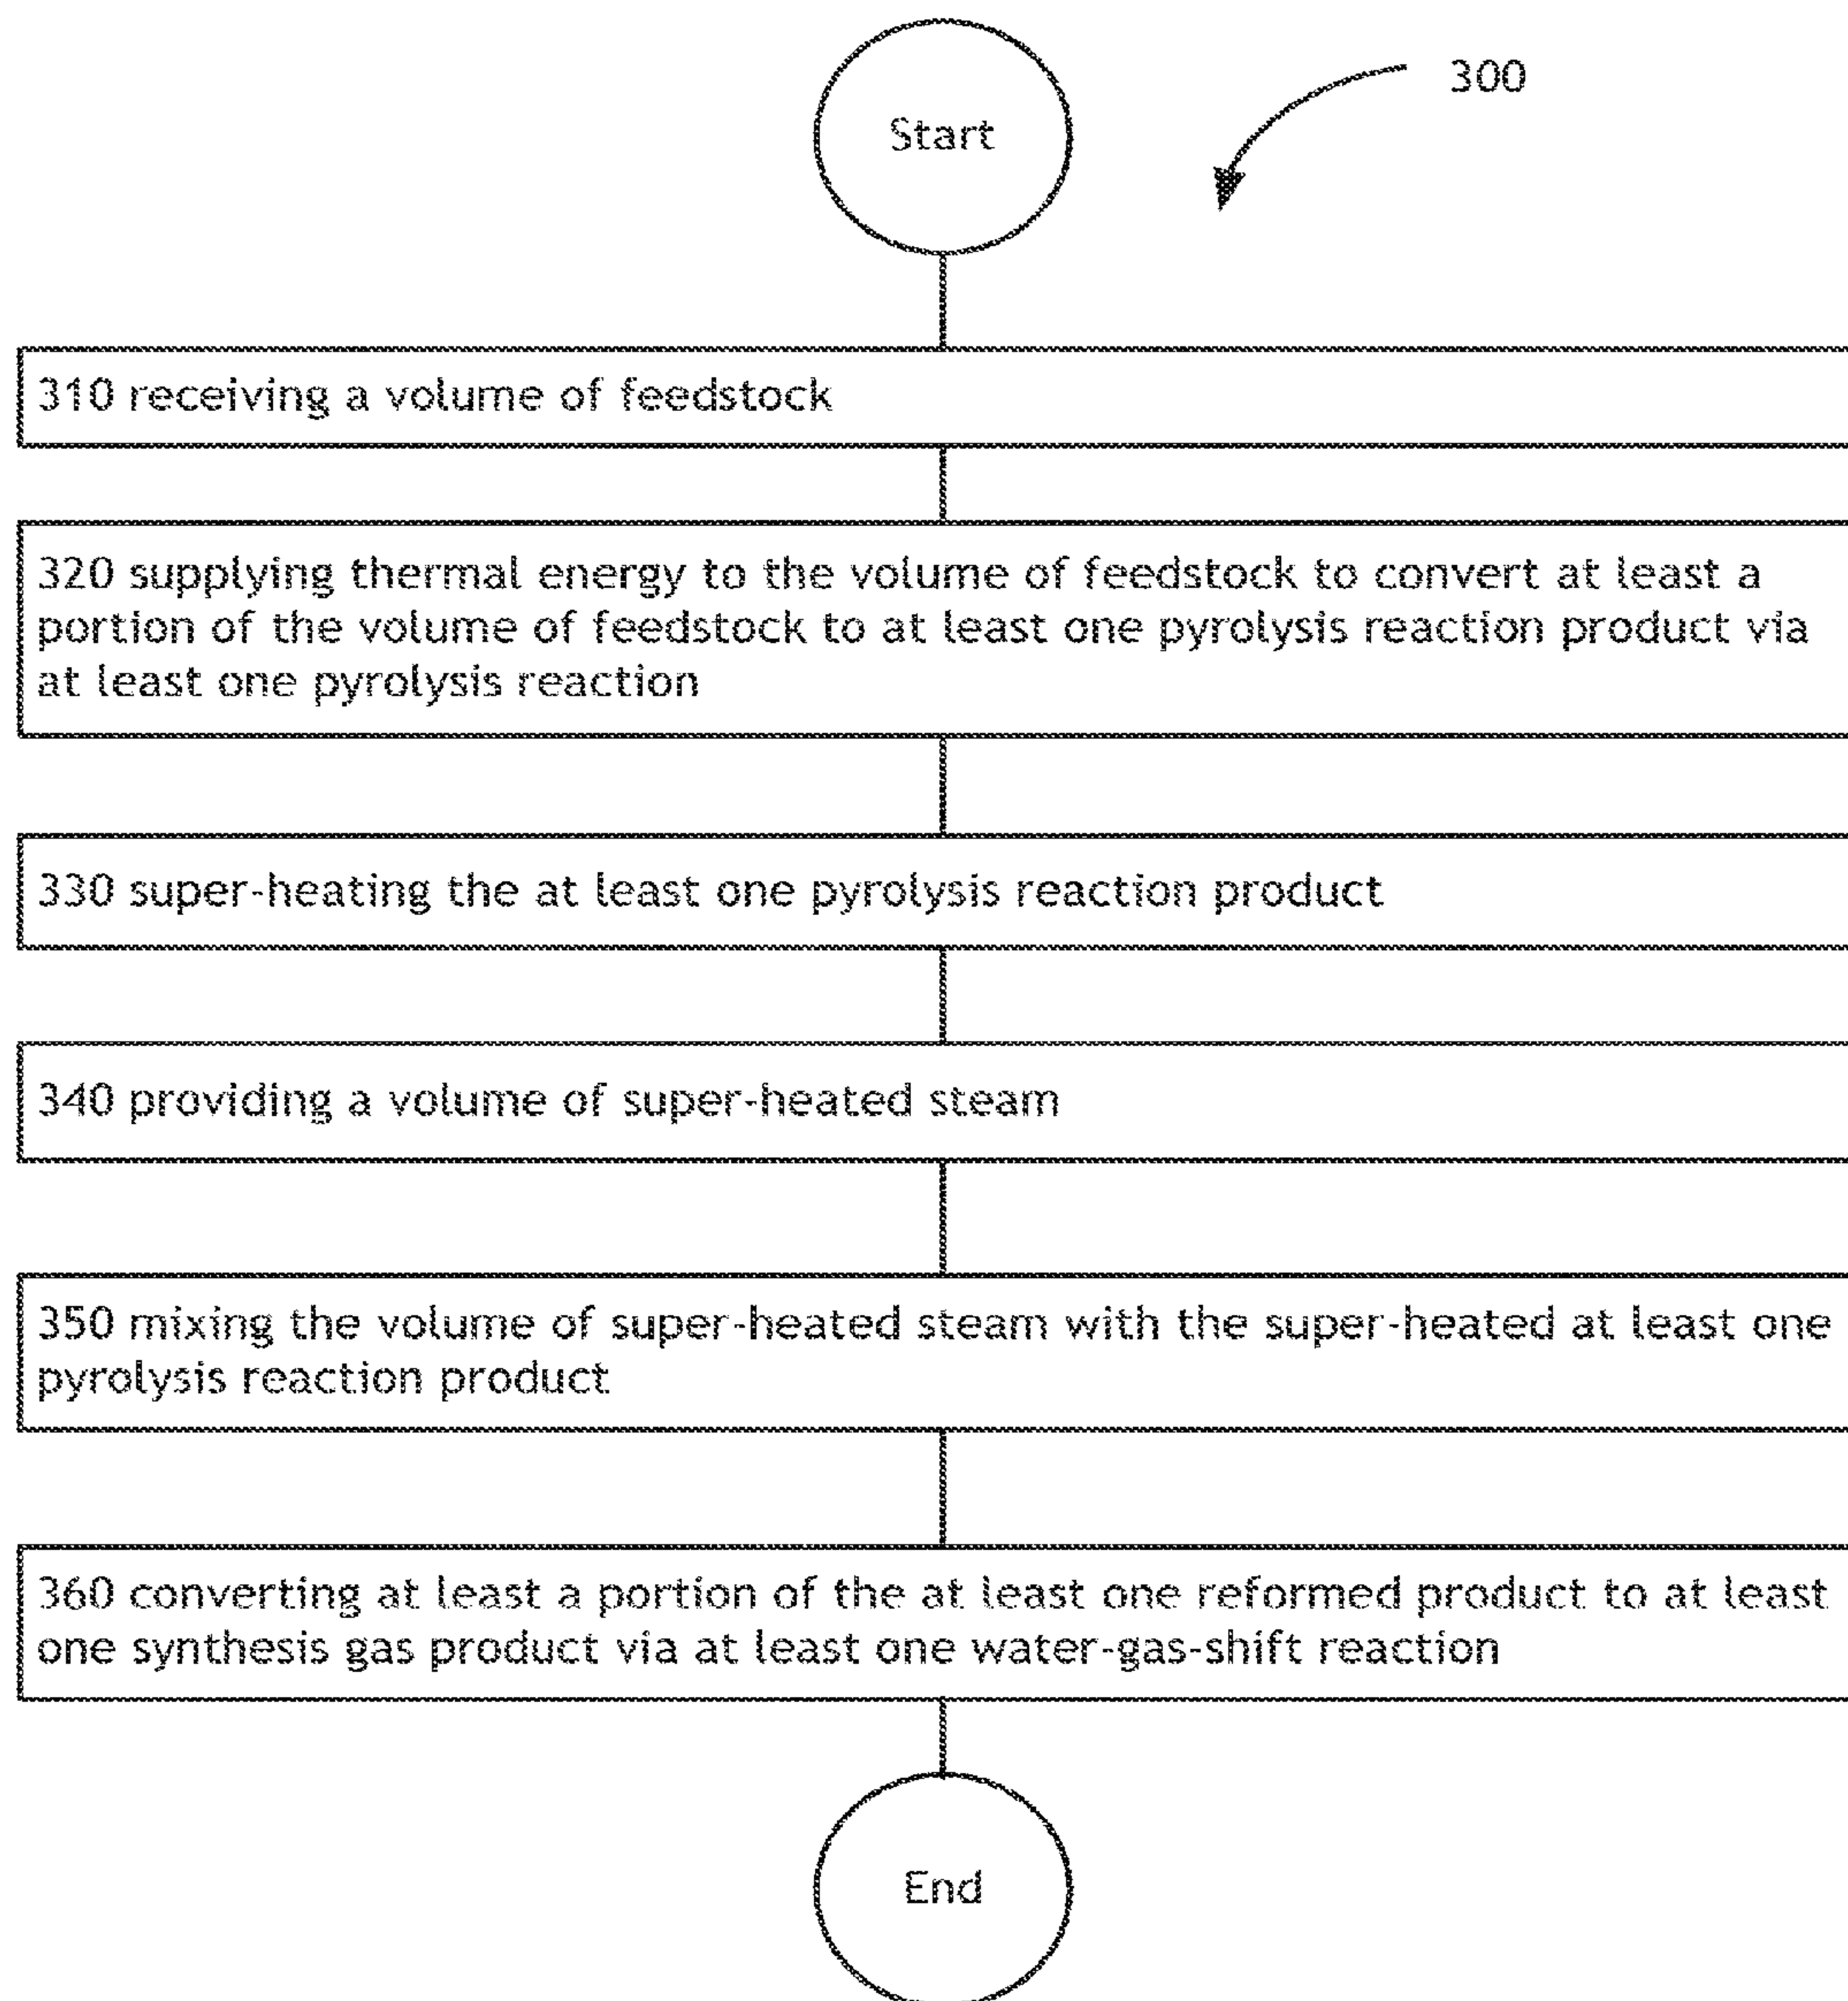 Start
300
310 receiving a volume of feedstock
320 supplying thermal energy to the volume of feedstock to convert at least a
portion of the volume of feedstock to at least one pyrolysis reaction product via
at least one pyrolysis reaction
330 super-heating the at least one pyrolysis reaction product
340 providing a volume of super-heated steam
350 mixing the volume of super-heated steam with the super-heated at least one
pyrolysis reaction product
360 converting at least a portion of the at least one reformed product to at least
one synthesis gas product via at least one water-gas-shift reaction
End